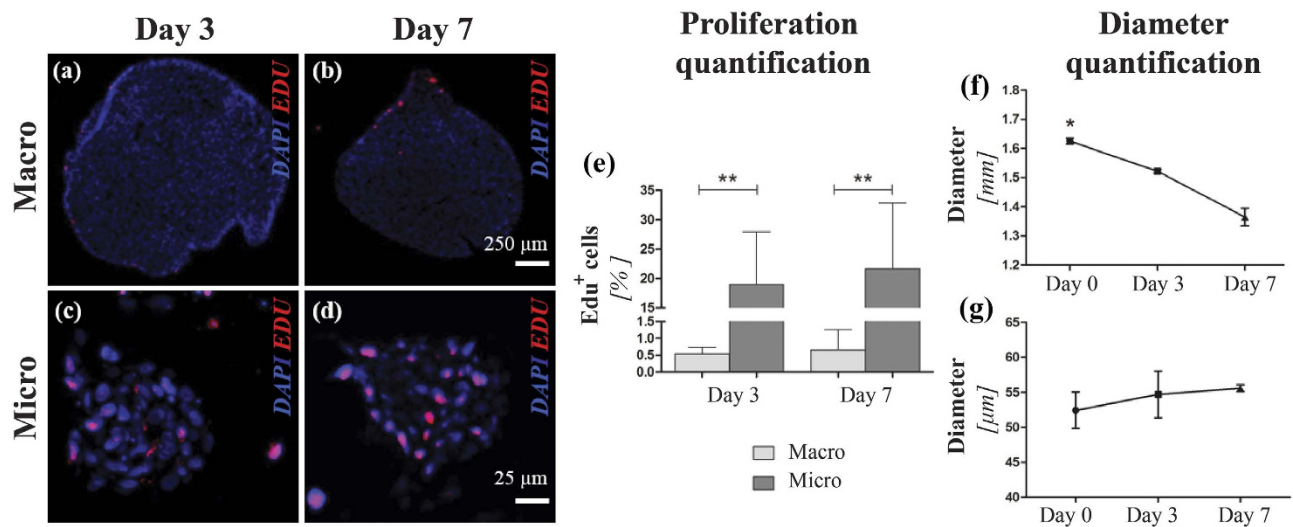 Day 3
Day 7
Proliferation
quantification
Diameter
quantification
Macro
(a)
DAPI EDU
(b)
DAPI EDU
250 μm
Micro
(c)
DAPI EDU
(d)
DAPI EDU
25 μm
(e)
Edu+ cells
[%]
35
30
25
20
15
1.5
1.0
0.5
0.0
**
**
Day 3
Day 7
Macro
Micro
(f)
Diameter
[mm]
1.8
1.7
1.6
1.5
1.4
1.3
1.2
*
Day 0
Day 3
Day 7
(g)
Diameter
[μm]
65
60
55
50
45
40
Day 0
Day 3
Day 7